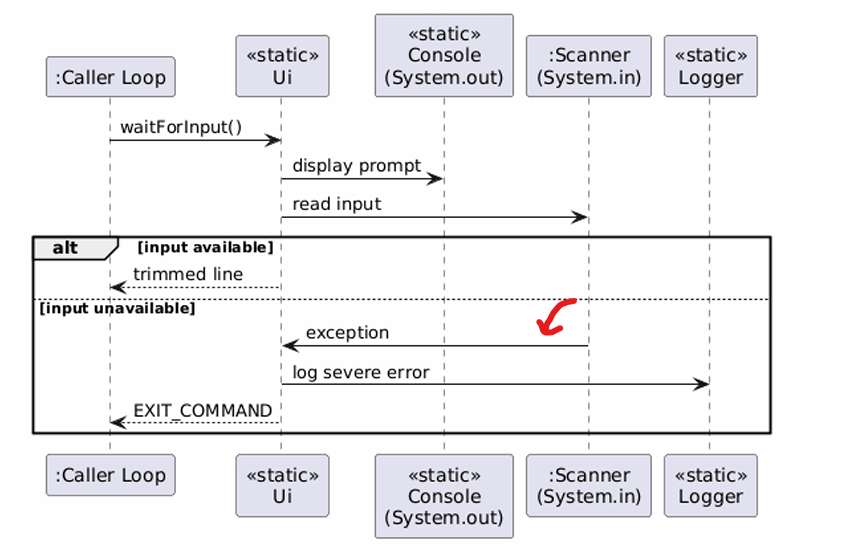 :Caller Loop
«static»
Ui
«static»
Console
(System.out)
:Scanner
(System.in)
«static»
Logger
waitForInput()
display prompt
read input
alt [input available]
trimmed line
[input unavailable]
exception
log severe error
EXIT_COMMAND
:Caller Loop
«static»
Ui
«static»
Console
(System.out)
:Scanner
(System.in)
«static»
Logger